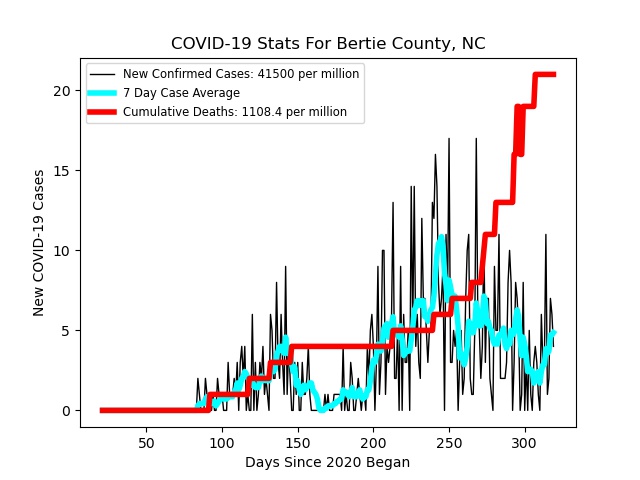 COVID-19 Stats For Bertie County, NC
New Confirmed Cases: 41500 per million
7 Day Case Average
Cumulative Deaths: 1108.4 per million
New COVID-19 Cases
20
15
10
5
0
50 100 150 200 250 300
Days Since 2020 Began